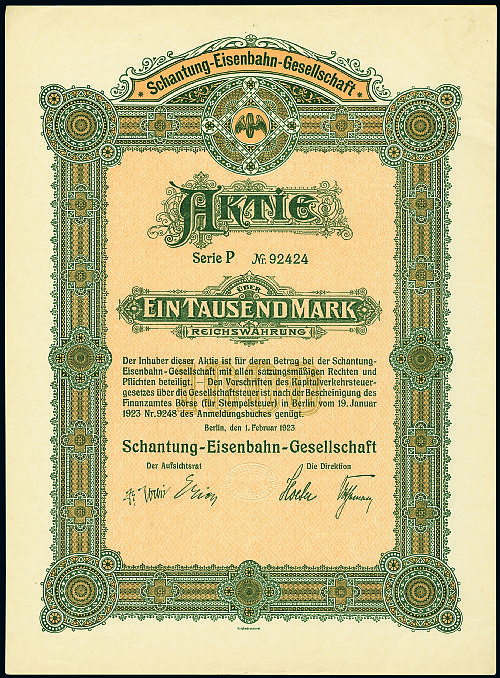 Schantung-Eisenbahn-Gesellschaft
AKTIE
Serie P Nr. 92424
ÜBER
EIN TAUSEND MARK
REICHSWÄHRUNG
Der Inhaber dieser Aktie ist für deren Betrag bei der Schantung-
Eisenbahn-Gesellschaft mit allen satzungsmäßigen Rechten und
Pflichten beteiligt. Den Vorschriften des Kapitalverkehrsteuer-
gesetzes über die Gesellschaftsteuer ist nach der Bescheinigung des
Finanzamtes Börse (für Stempelsteuer) in Berlin vom 19. Januar
1923 Nr. 9248 des Anmeldungsbuches genügt.
Berlin, den 1. Februar 1923
Schantung-Eisenbahn-Gesellschaft
Der Aufsichtsrat Die Direktion